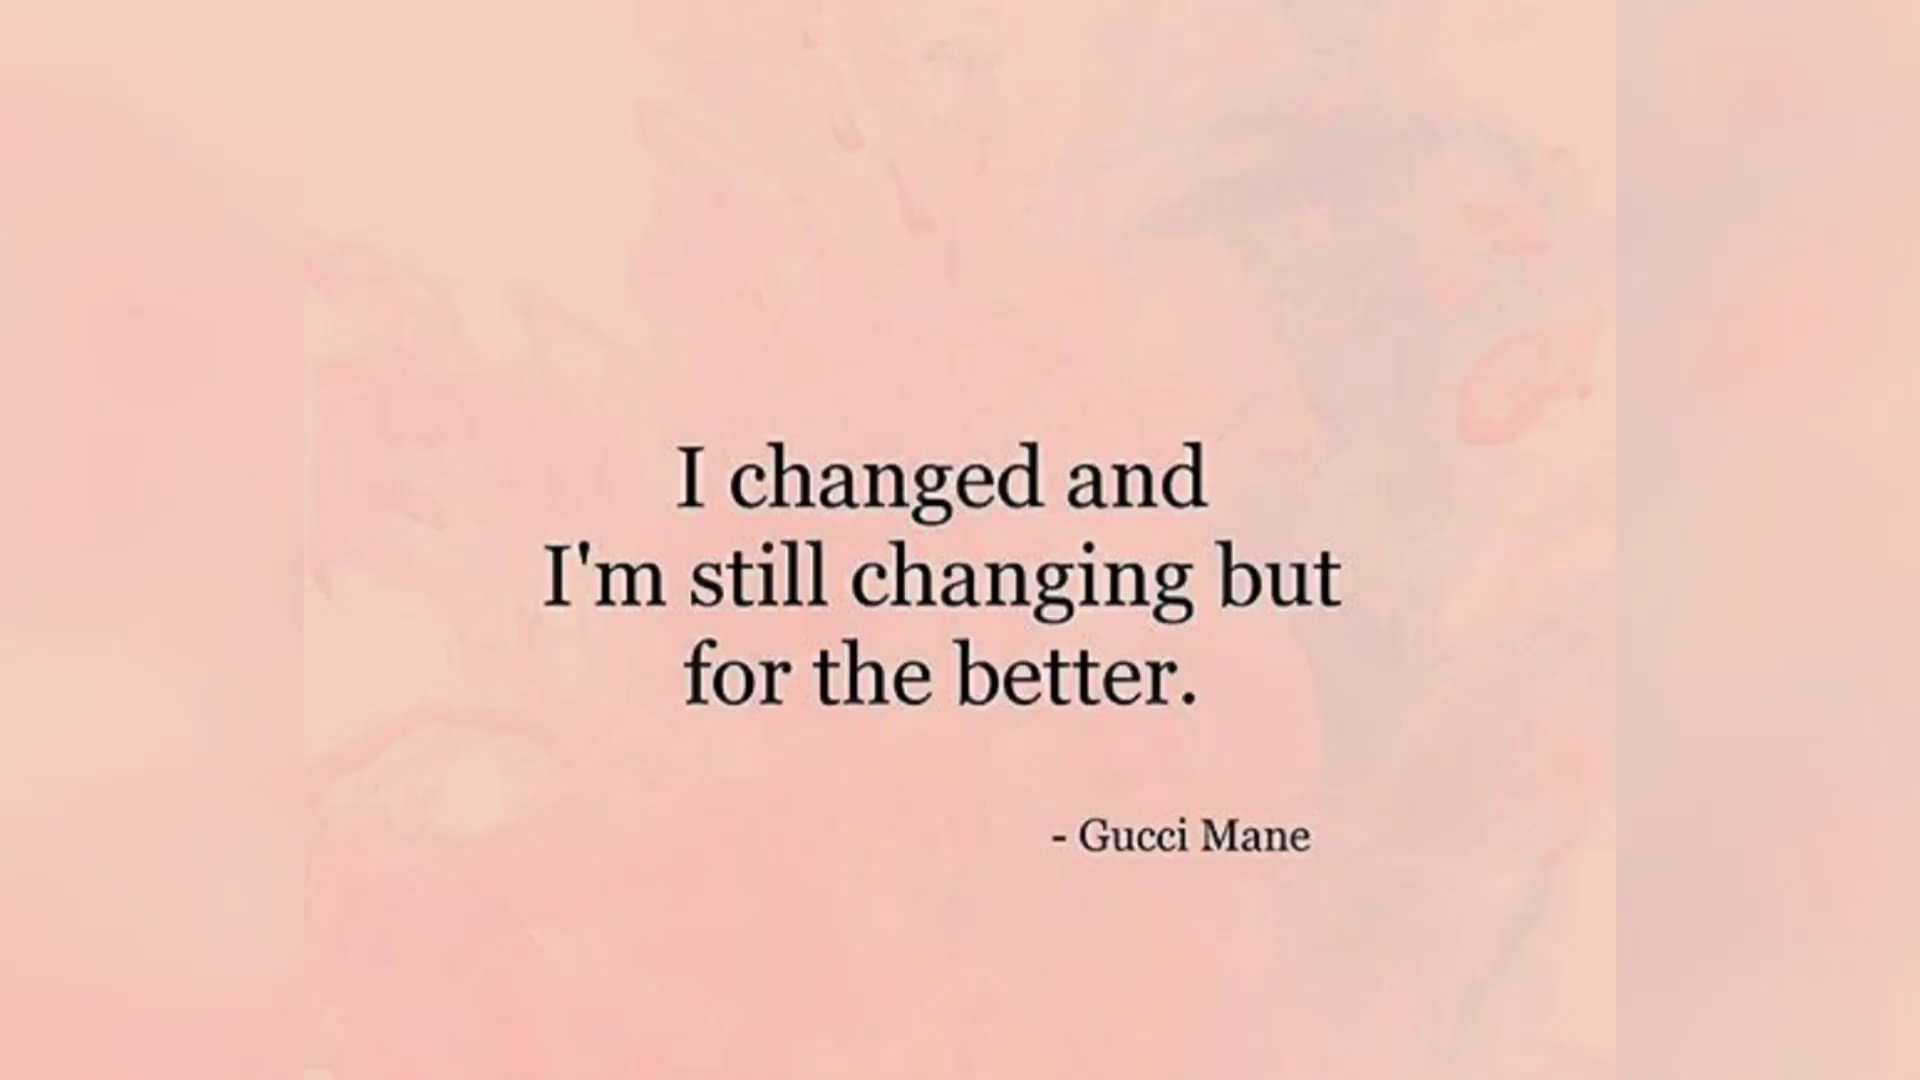 I changed and
I'm still changing but
for the better.
- Gucci Mane